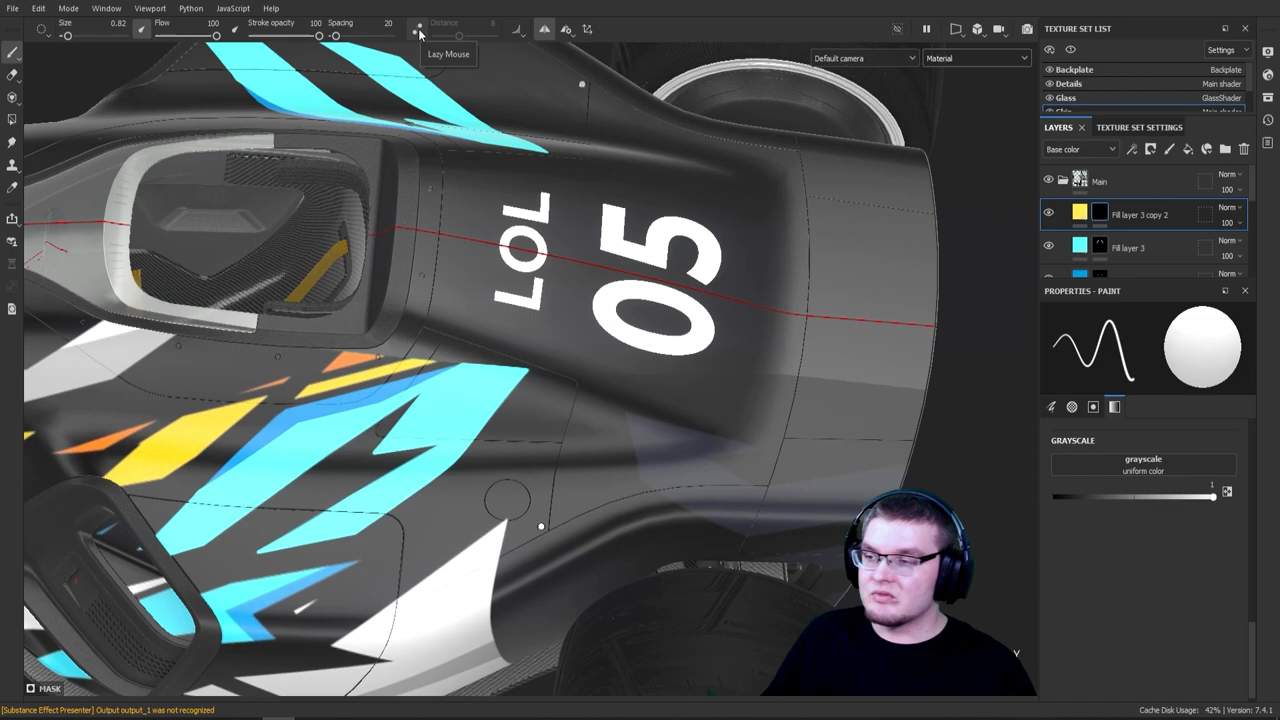 File Edit Mode Window Viewport Python JavaScript Help
Size 0.82 Flow 100 Stroke opacity 100 Spacing 20 Distance 8
Lazy Mouse
Default camera Material
LOL
05
MASK
[Substance Effect Presenter] Output output_1 was not recognized
TEXTURE SET LIST
Settings
Backplate Backplate
Details Main shader
Glass GlassShader
LAYERS TEXTURE SET SETTINGS
Base color
Main Norm 100
Fill layer 3 copy 2 Norm 100
Fill layer 3 Norm 100
PROPERTIES - PAINT
GRAYSCALE
grayscale
uniform color
1
Y
Cache Disk Usage: 42% | Version: 7.4.1